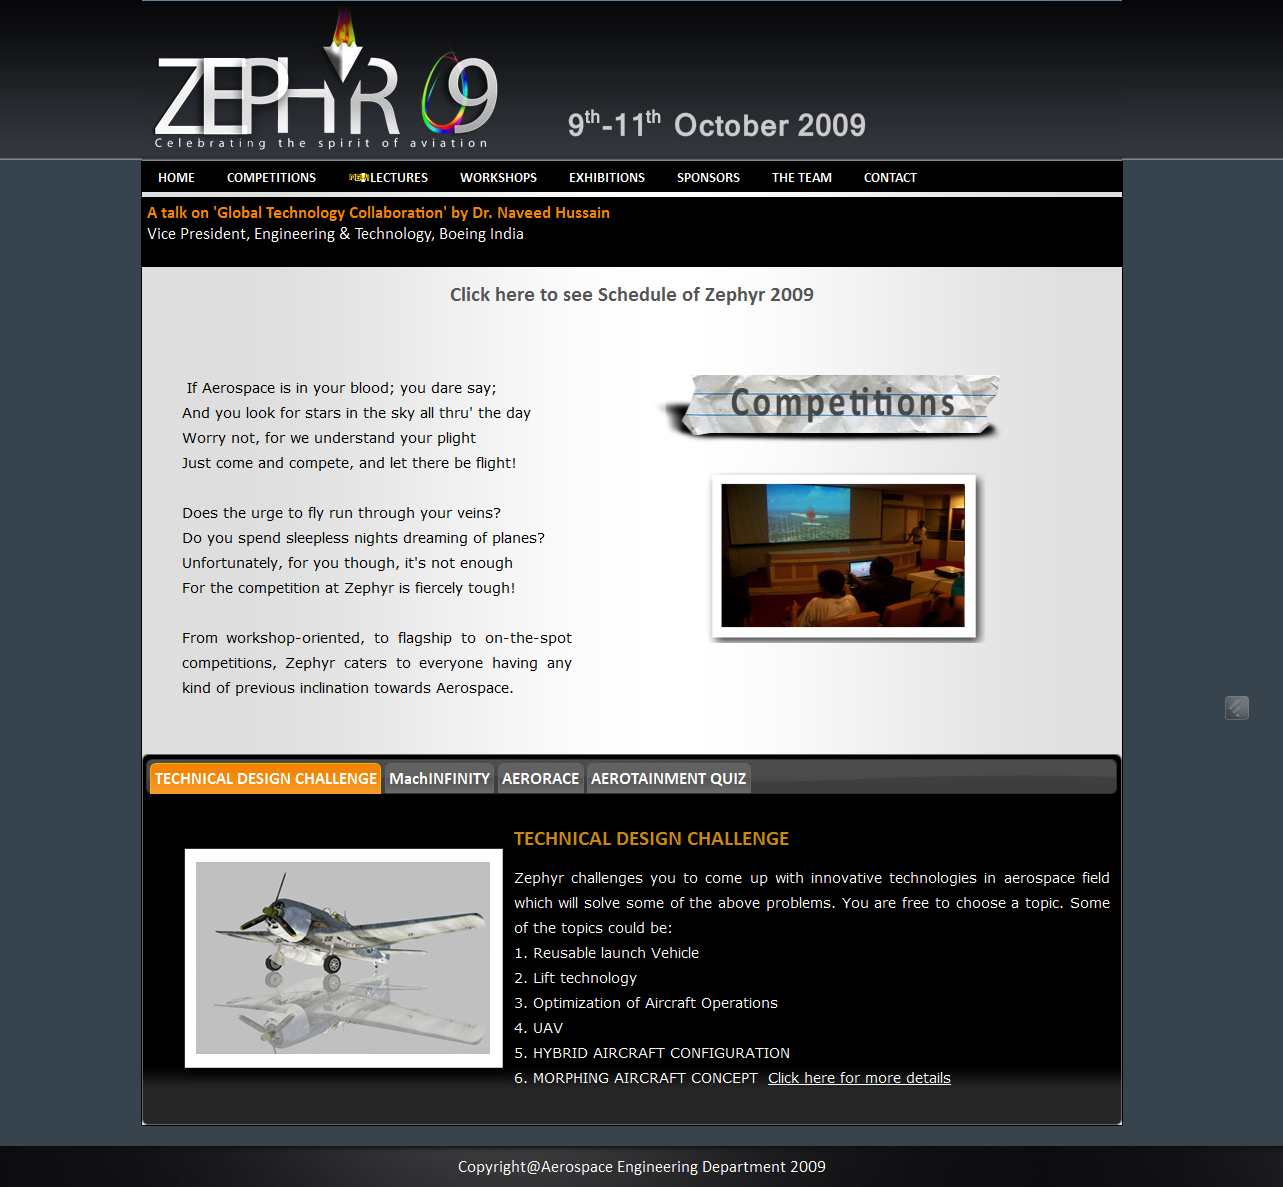 ZEPHYR 09
Celebrating the spirit of aviation
9th-11th October 2009
HOME COMPETITIONS NEW LECTURES WORKSHOPS EXHIBITIONS SPONSORS THE TEAM CONTACT
A talk on 'Global Technology Collaboration' by Dr. Naveed Hussain
Vice President, Engineering & Technology, Boeing India
Click here to see Schedule of Zephyr 2009
If Aerospace is in your blood; you dare say;
And you look for stars in the sky all thru' the day
Worry not, for we understand your plight
Just come and compete, and let there be flight!
Does the urge to fly run through your veins?
Do you spend sleepless nights dreaming of planes?
Unfortunately, for you though, it's not enough
For the competition at Zephyr is fiercely tough!
From workshop-oriented, to flagship to on-the-spot
competitions, Zephyr caters to everyone having any
kind of previous inclination towards Aerospace.
Competitions
TECHNICAL DESIGN CHALLENGE MachINFINITY AERORACE AEROTAINMENT QUIZ
TECHNICAL DESIGN CHALLENGE
Zephyr challenges you to come up with innovative technologies in aerospace field
which will solve some of the above problems. You are free to choose a topic. Some
of the topics could be:
1. Reusable launch Vehicle
2. Lift technology
3. Optimization of Aircraft Operations
4. UAV
5. HYBRID AIRCRAFT CONFIGURATION
6. MORPHING AIRCRAFT CONCEPT Click here for more details
Copyright@Aerospace Engineering Department 2009